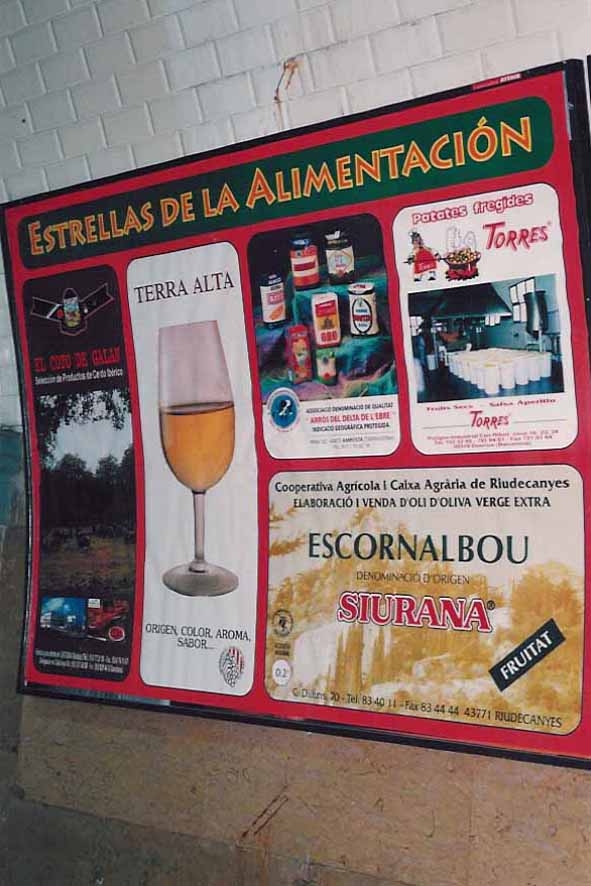 ESTRELLAS DE LA ALIMENTACIÓN
EL COTO DE GALAN
Selección de Productos de Cerdo Ibérico
TERRA ALTA
ORIGEN, COLOR, AROMA,
SABOR...
ASSOCIACIÓ DENOMINACIÓ DE QUALITAT
"ARRÒS DEL DELTA DE L'EBRE"
INDICACIÓ GEOGRÀFICA PROTEGIDA.
Patates fregides
TORRES®
Fruits Secs - Salsa Aperitiu
TORRES®
Cooperativa Agrícola i Caixa Agrària de Riudecanyes
ELABORACIÓ I VENDA D'OLI D'OLIVA VERGE EXTRA
ESCORNALBOU
DENOMINACIÓ D'ORIGEN
SIURANA®
FRUITAT
0.2
20 - Tel. 83 40 11 - Fax 83 44 44 43771 RIUDECANYES